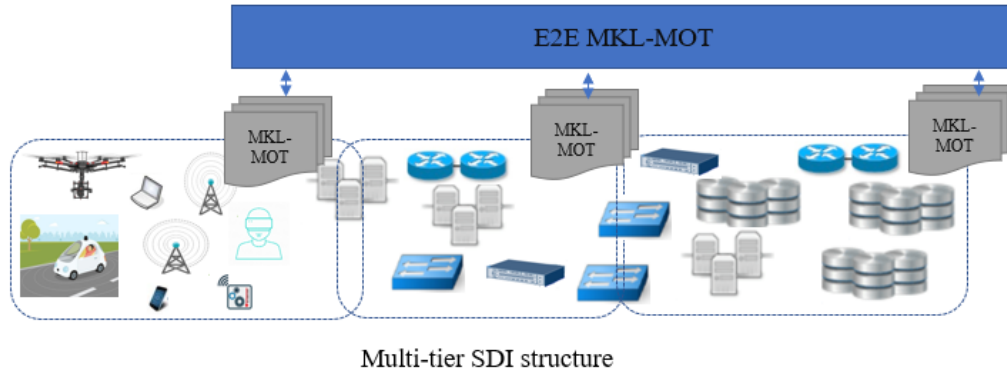 E2E MKL-MOT
MKL-
MOT
MKL-
MOT
MKL-
MOT
Multi-tier SDI structure